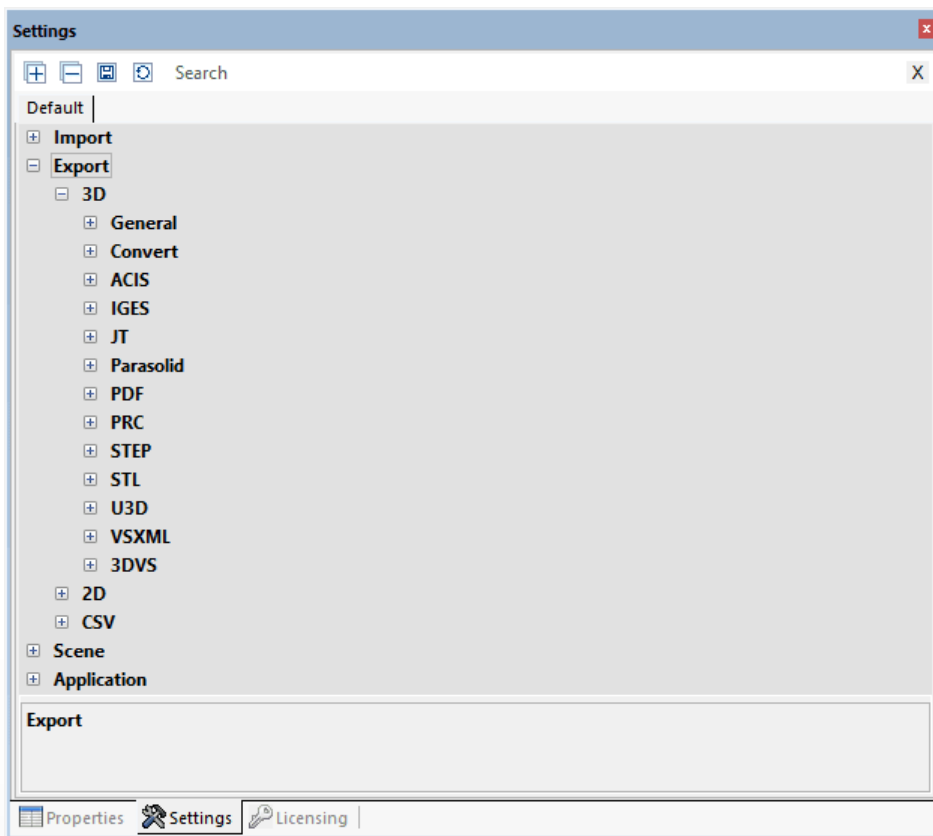 Settings
Search X
Default
Import
Export
3D
General
Convert
ACIS
IGES
JT
Parasolid
PDF
PRC
STEP
STL
U3D
VSXML
3DVS
2D
CSV
Scene
Application
Export
Properties Settings Licensing